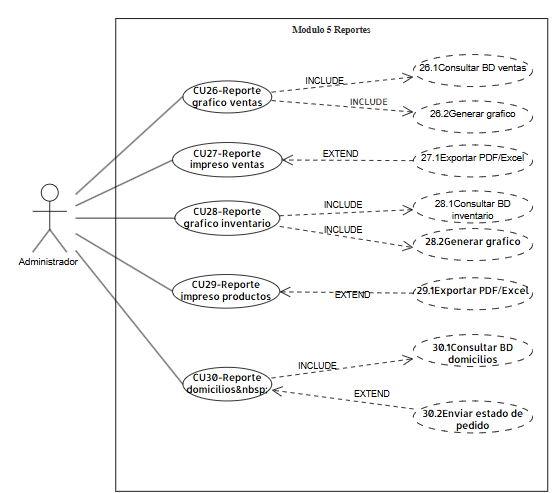 Modulo 5 Reportes
26.1Consultar BD ventas
INCLUDE
CU26-Reporte
grafico ventas
INCLUDE
26.2Generar grafico
CU27-Reporte
impreso ventas
EXTEND
27.1Exportar PDF/Excel
CU28-Reporte
grafico inventario
INCLUDE
28.1Consultar BD
inventario
INCLUDE
28.2Generar grafico
Administrador
CU29-Reporte
impreso productos
EXTEND
29.1Exportar PDF/Excel
30.1Consultar BD
domicilios
INCLUDE
CU30-Reporte
domicilios&nbsp;
EXTEND
30.2Enviar estado de
pedido